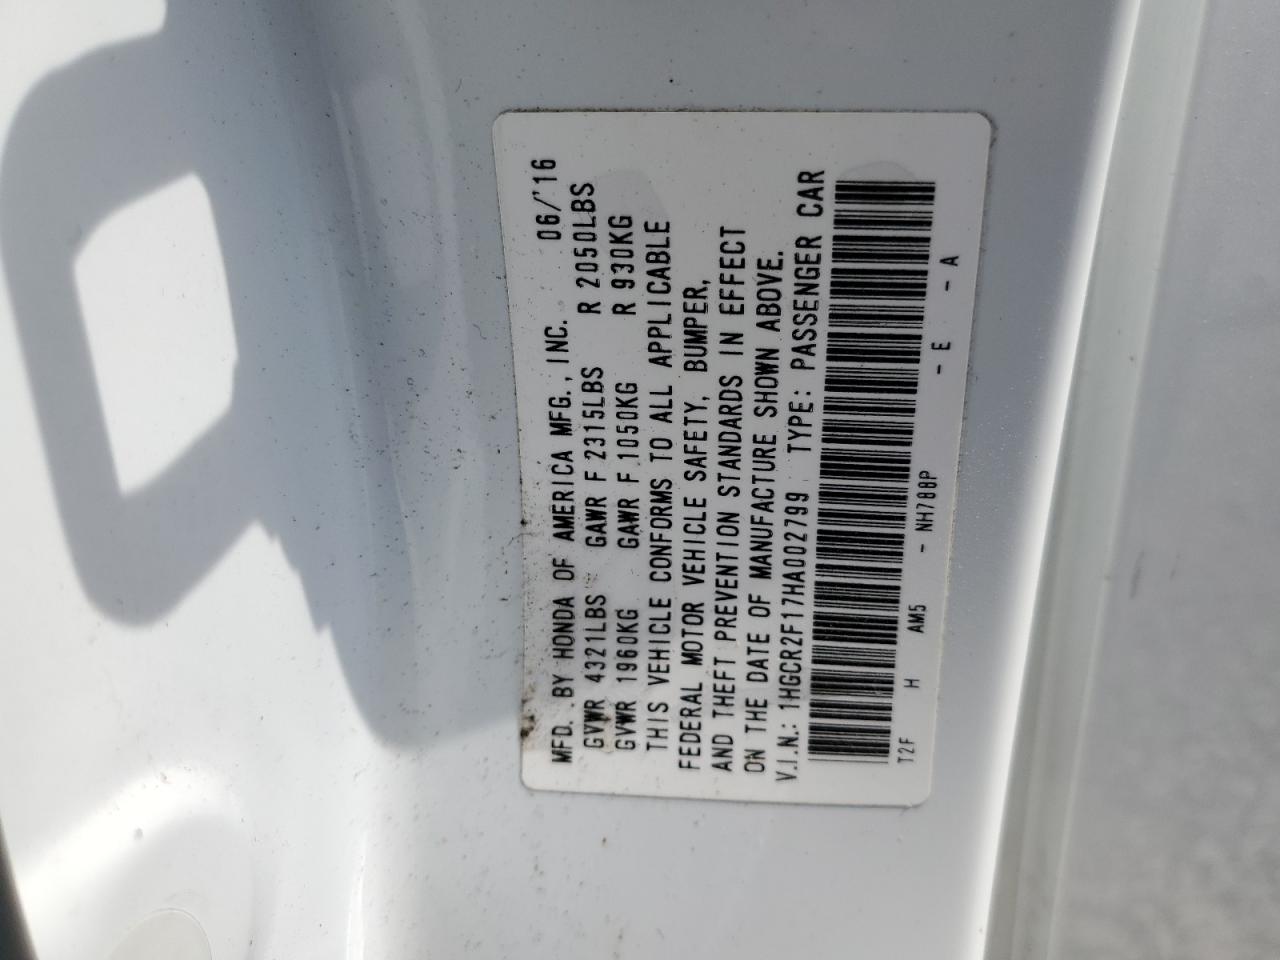 MFD. BY HONDA OF AMERICA MFG., INC. 06/'16
GVWR 4321LBS GAWR F 2315LBS R 2050LBS
GVWR 1960KG GAWR F 1050KG R 930KG
THIS VEHICLE CONFORMS TO ALL APPLICABLE
FEDERAL MOTOR VEHICLE SAFETY, BUMPER,
AND THEFT PREVENTION STANDARDS IN EFFECT
ON THE DATE OF MANUFACTURE SHOWN ABOVE.
V.I.N.: 1HGCR2F17HA002799 TYPE: PASSENGER CAR
T2F H AM5 - NH788P - E - A